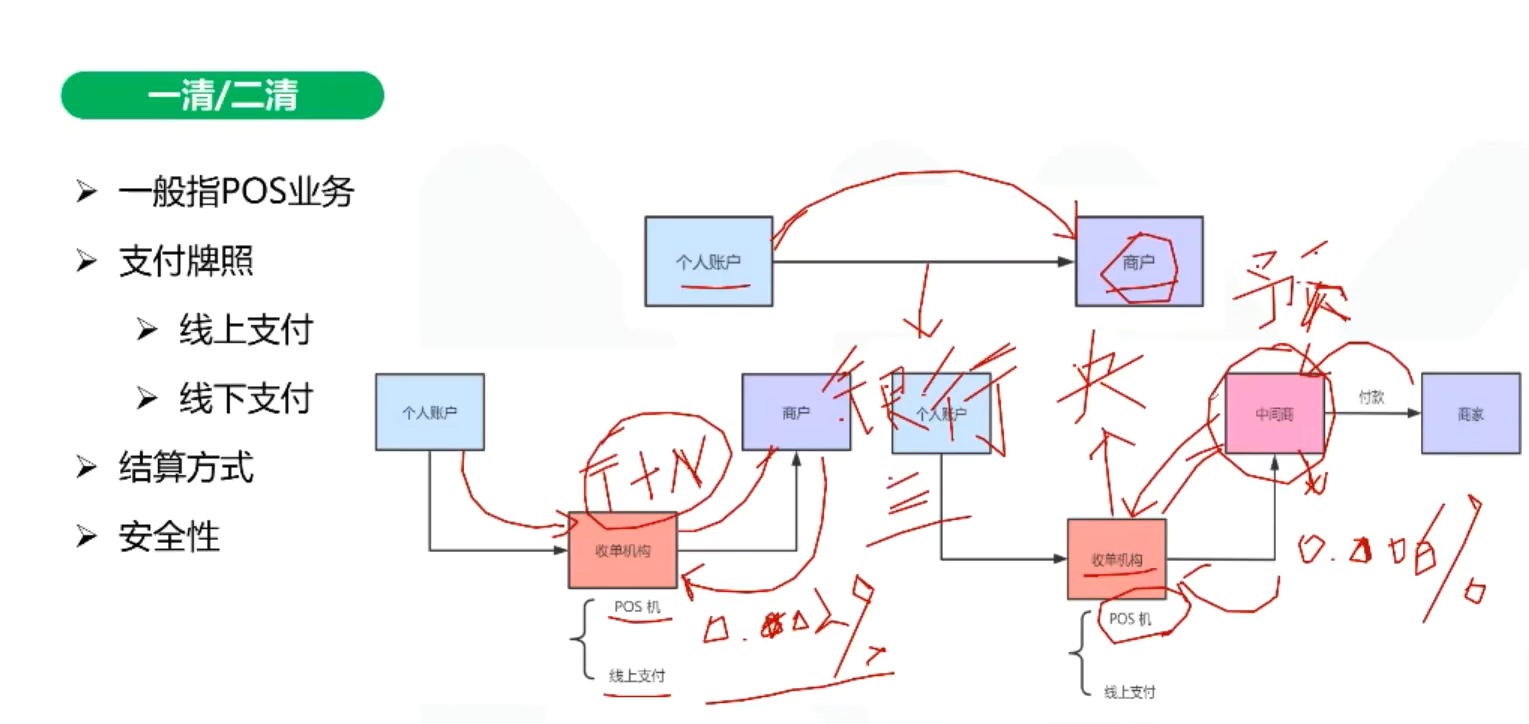 一清/二清
一般指POS业务
支付牌照
线上支付
线下支付
结算方式
安全性
个人账户
商户
个人账户
商户
T+N
收单机构
POS 机
线上支付
银行
三
个人账户
央
中间商
付款
商家
收单机构
POS 机
线上支付